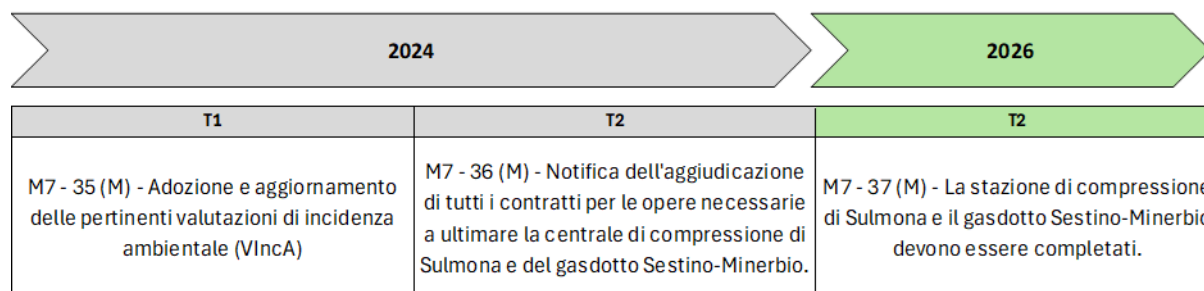 2024
2026
T1
T2
T2
M7 - 35 (M) - Adozione e aggiornamento
delle pertinenti valutazioni di incidenza
ambientale (VIncA)
M7 - 36 (M) - Notifica dell'aggiudicazione
di tutti i contratti per le opere necessarie
a ultimare la centrale di compressione di
Sulmona e del gasdotto Sestino-Minerbio.
M7 - 37 (M) - La stazione di compressione
di Sulmona e il gasdotto Sestino-Minerbio
devono essere completati.